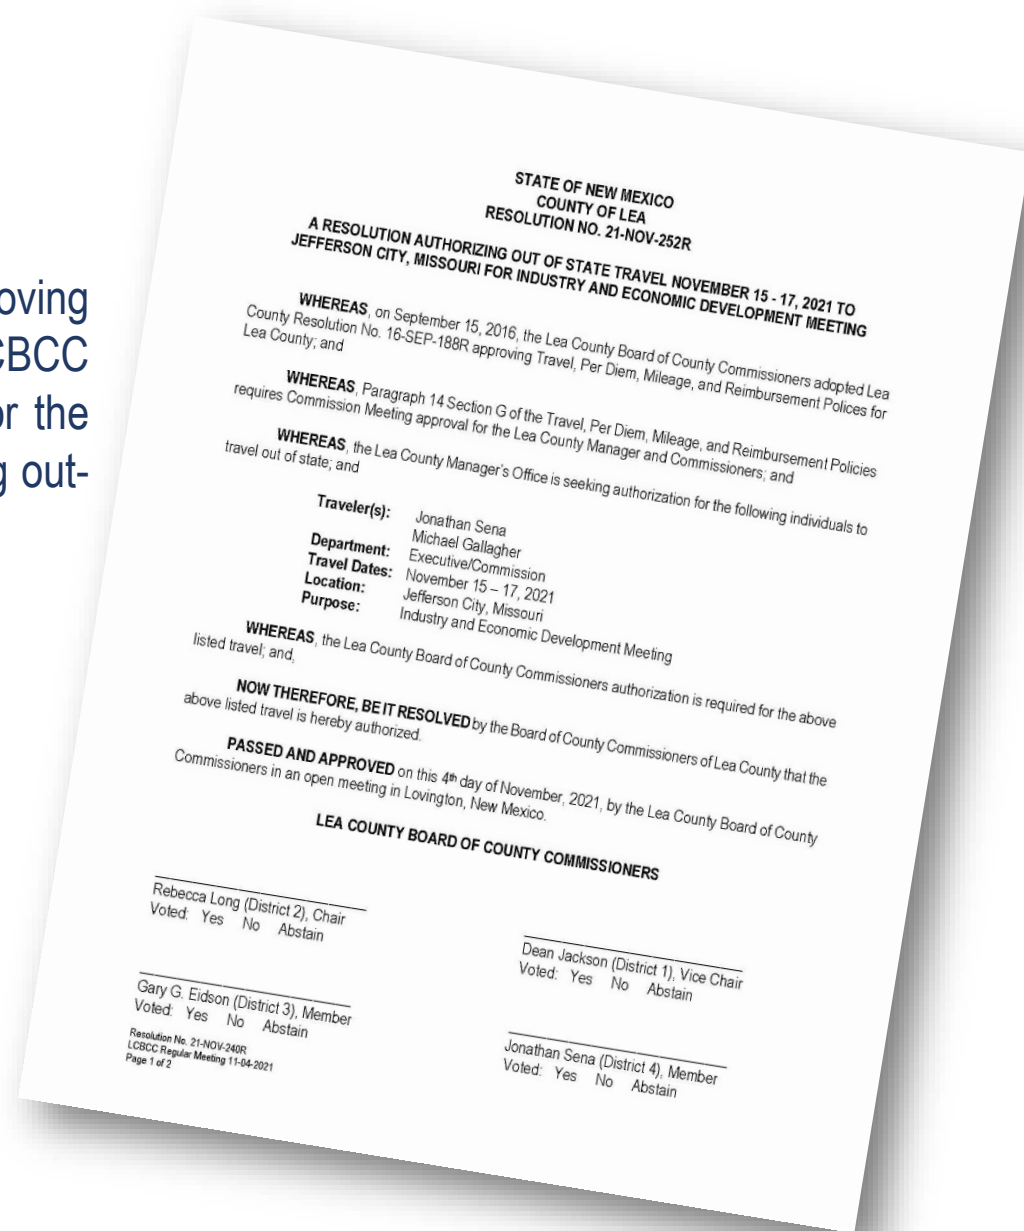 oving
CBCC
or the
g out-
STATE OF NEW MEXICO
COUNTY OF LEA
RESOLUTION NO. 21-NOV-252R
A RESOLUTION AUTHORIZING OUT OF STATE TRAVEL NOVEMBER 15 - 17, 2021 TO
JEFFERSON CITY, MISSOURI FOR INDUSTRY AND ECONOMIC DEVELOPMENT MEETING
WHEREAS, on September 15, 2016, the Lea County Board of County Commissioners adopted Lea
County Resolution No. 16-SEP-188R approving Travel, Per Diem, Mileage, and Reimbursement Polices for
Lea County; and
WHEREAS, Paragraph 14 Section G of the Travel, Per Diem, Mileage, and Reimbursement Policies
requires Commission Meeting approval for the Lea County Manager and Commissioners; and
WHEREAS, the Lea County Manager's Office is seeking authorization for the following individuals to
travel out of state; and
Traveler(s): Jonathan Sena
Michael Gallagher
Department: Executive/Commission
Travel Dates: November 15 – 17, 2021
Location: Jefferson City, Missouri
Purpose: Industry and Economic Development Meeting
WHEREAS, the Lea County Board of County Commissioners authorization is required for the above
listed travel; and,
NOW THEREFORE, BE IT RESOLVED by the Board of County Commissioners of Lea County that the
above listed travel is hereby authorized.
PASSED AND APPROVED on this 4th day of November, 2021, by the Lea County Board of County
Commissioners in an open meeting in Lovington, New Mexico.
LEA COUNTY BOARD OF COUNTY COMMISSIONERS
Rebecca Long (District 2), Chair
Voted: Yes No Abstain
Dean Jackson (District 1), Vice Chair
Voted: Yes No Abstain
Gary G. Eidson (District 3), Member
Voted: Yes No Abstain
Jonathan Sena (District 4), Member
Voted: Yes No Abstain
Resolution No. 21-NOV-240R
LCBCC Regular Meeting 11-04-2021
Page 1 of 2